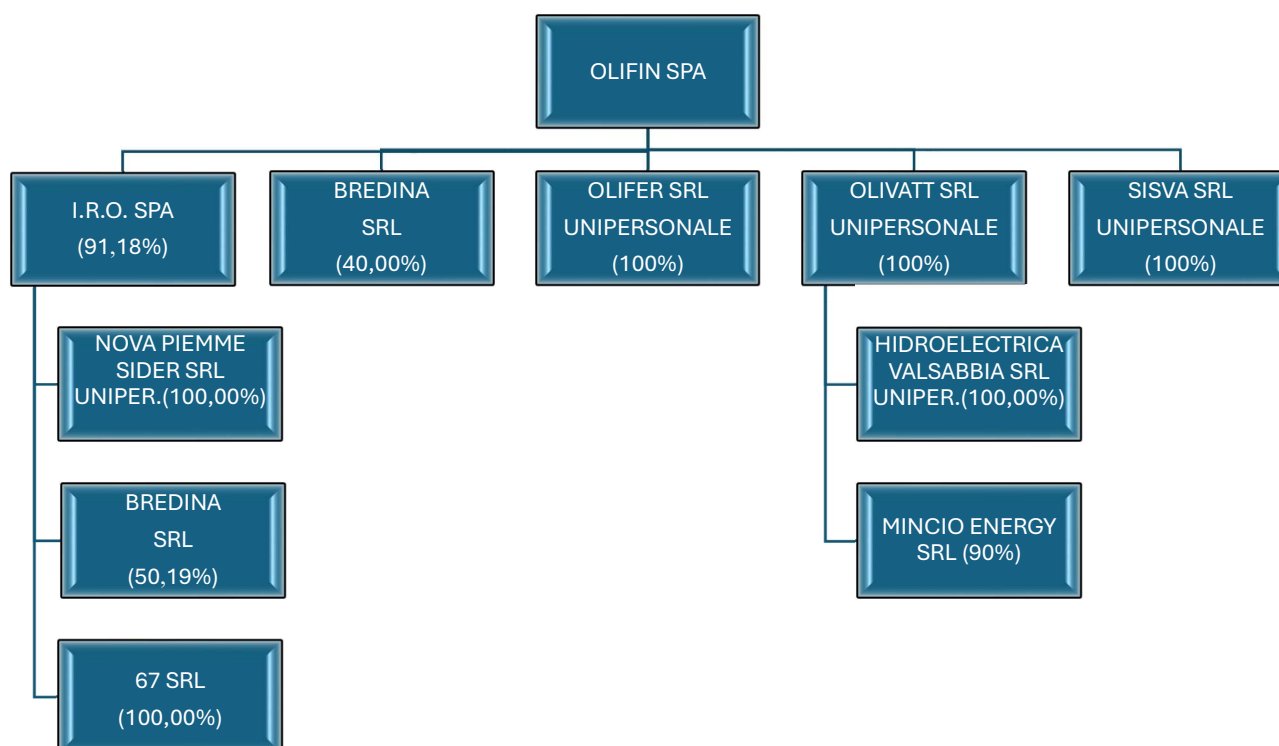 OLIFIN SPA
I.R.O. SPA
(91,18%)
BREDINA
SRL
(40,00%)
OLIFER SRL
UNIPERSONALE
(100%)
OLIVATT SRL
UNIPERSONALE
(100%)
SISVA SRL
UNIPERSONALE
(100%)
NOVA PIEMME
SIDER SRL
UNIPER.(100,00%)
HIDROELECTRICA
VALSABBIA SRL
UNIPER.(100,00%)
BREDINA
SRL
(50,19%)
MINCIO ENERGY
SRL (90%)
67 SRL
(100,00%)